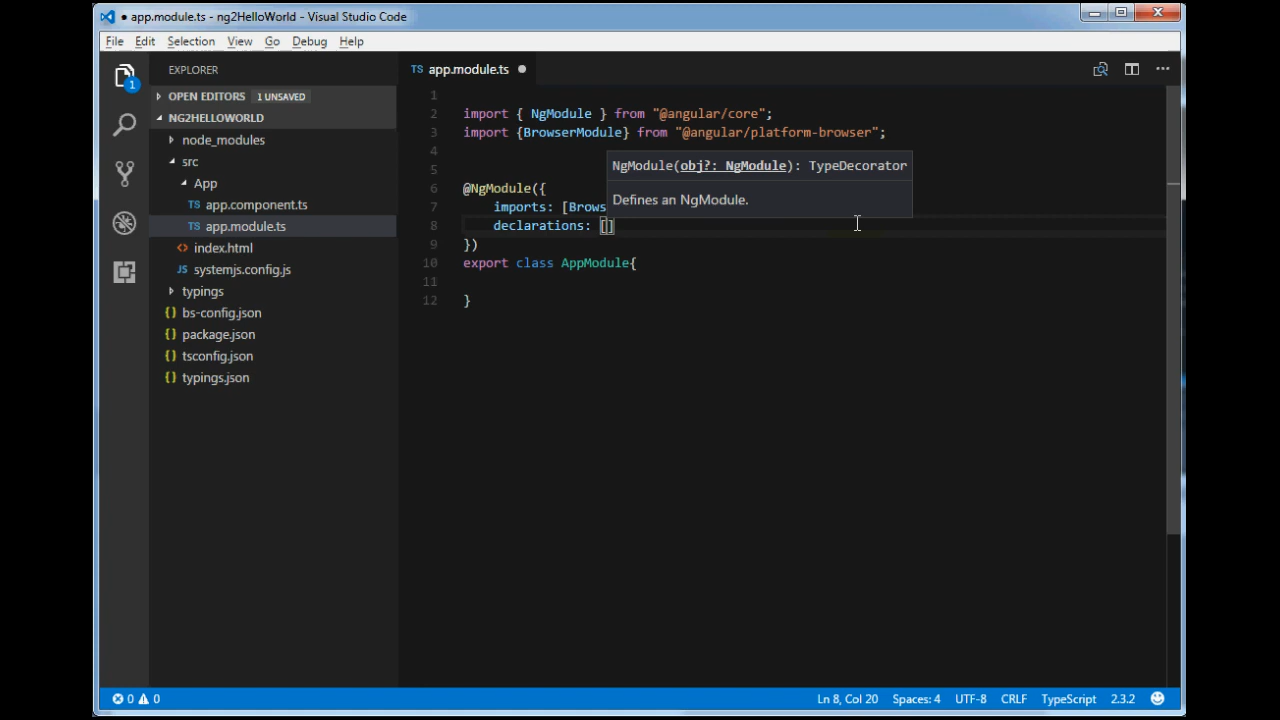 ● app.module.ts - ng2HelloWorld - Visual Studio Code
File Edit Selection View Go Debug Help
EXPLORER
OPEN EDITORS 1 UNSAVED
NG2HELLOWORLD
node_modules
src
App
TS app.component.ts
TS app.module.ts
<> index.html
JS systemjs.config.js
typings
{} bs-config.json
{} package.json
{} tsconfig.json
{} typings.json
1
TS app.module.ts ●
1
2 import { NgModule } from "@angular/core";
3 import {BrowserModule} from "@angular/platform-browser";
4
5
6 @NgModule({
7 imports: [Brows
8 declarations: []
9 })
10 export class AppModule{
11
12 }
NgModule(obj?: NgModule): TypeDecorator
Defines an NgModule.
0 0 Ln 8, Col 20 Spaces: 4 UTF-8 CRLF TypeScript 2.3.2